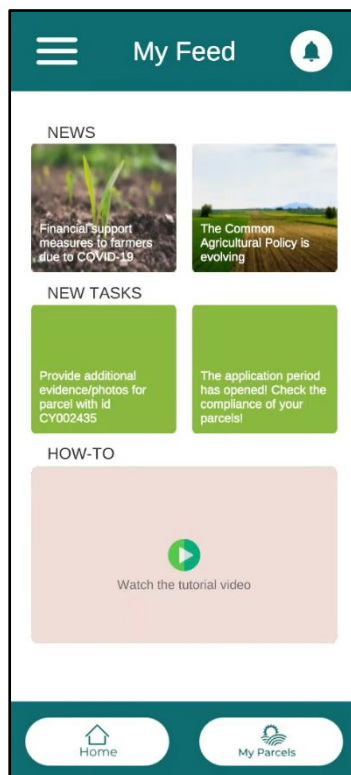 My Feed
NEWS
Financial support
measures to farmers
due to COVID-19
The Common
Agricultural Policy is
evolving
NEW TASKS
Provide additional
evidence/photos for
parcel with id
CY002435
The application period
has opened! Check the
compliance of your
parcels!
HOW-TO
Watch the tutorial video
Home
My Parcels